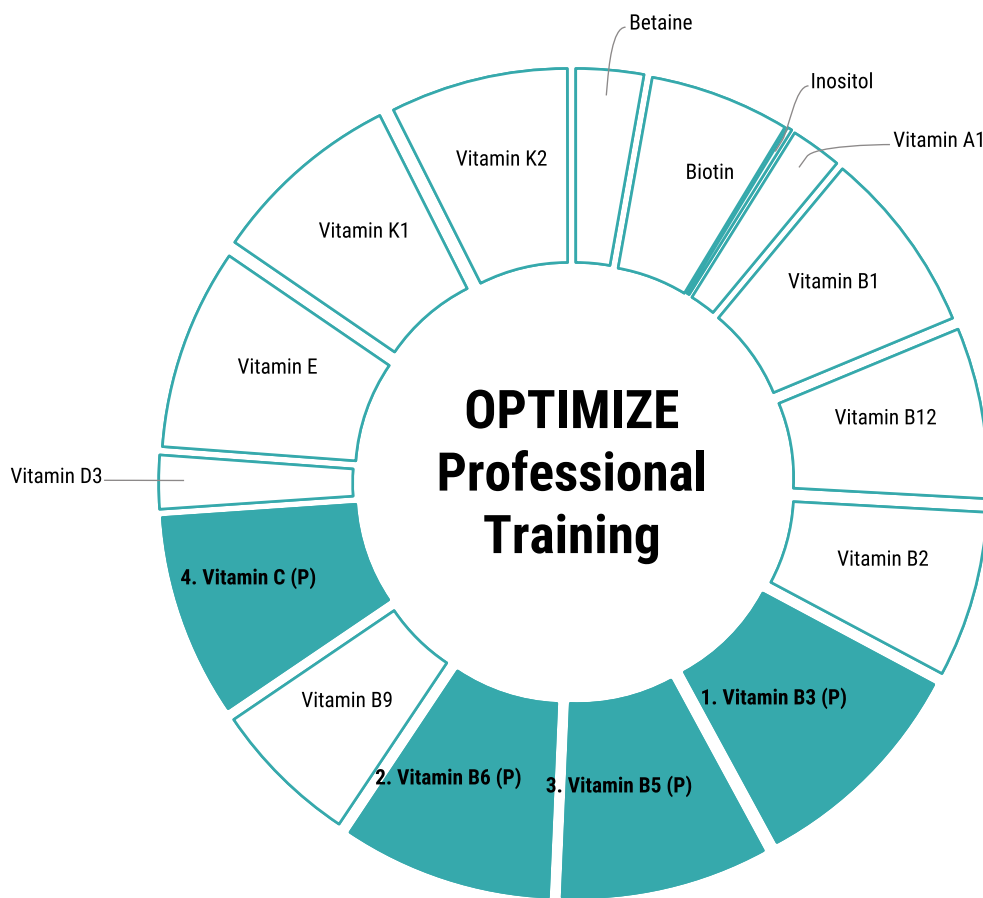 Betaine
Inositol
Vitamin A1
Vitamin K2
Biotin
Vitamin K1
Vitamin B1
Vitamin E
Vitamin B12
OPTIMIZE
Professional
Training
Vitamin D3
Vitamin B2
4. Vitamin C (P)
Vitamin B9
1. Vitamin B3 (P)
2. Vitamin B6 (P)
3. Vitamin B5 (P)